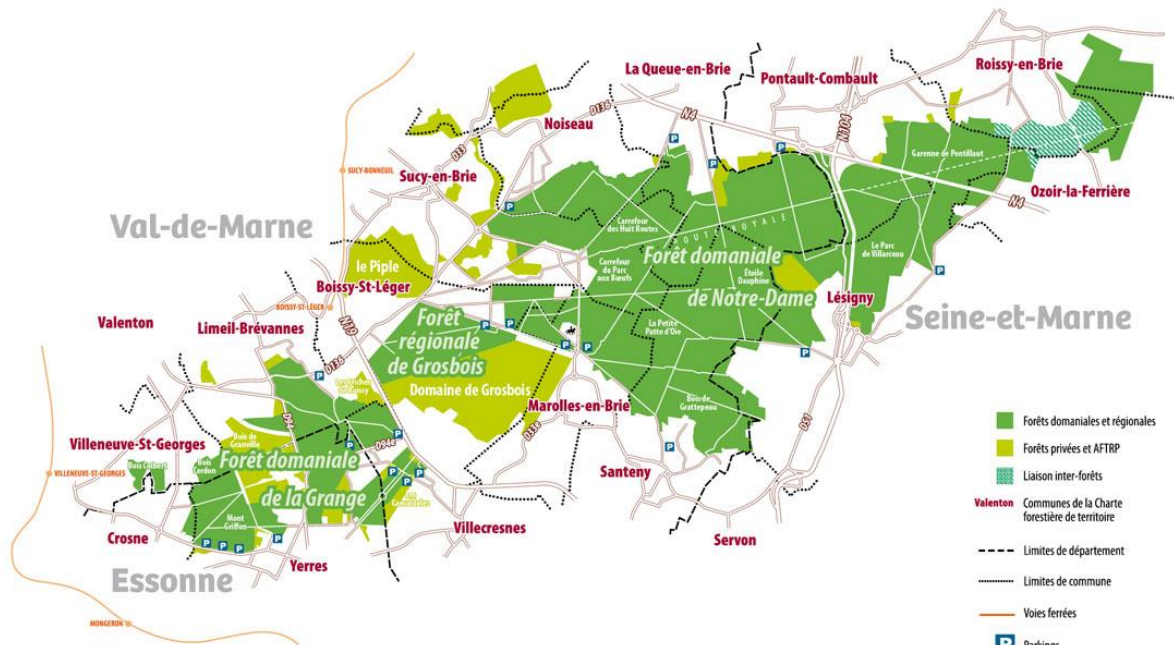 Roissy-en-Brie
La Queue-en-Brie
Pontault-Combault
D136
N4
N104
Noiseau
D33
Garenne de Pontillaut
SUCY-BONNEUIL
Sucy-en-Brie
Ozoir-la-Ferrière
N4
Val-de-Marne
Carrefour
des Huit Routes
ROUTE ROYALE
Le Parc
de Villarceau
le Piple
Forêt domaniale
Carrefour
du Parc
aux Bœufs
Étoile
Dauphine
Boissy-St-Léger
de Notre-Dame
Lésigny
BOISSY-ST-LÉGER
Seine-et-Marne
Valenton
Limeil-Brévannes
N19
Forêt
régionale
de Grosbois
La Petite
Patte d'Oie
D136
Domaine de Grosbois
Bois de
Grattepeau
Marolles-en-Brie
D94
D94e
D33e
D51
Villeneuve-St-Georges
Bois de
Granville
VILLENEUVE-ST-GEORGES
Bois Colbert
Bois
Cerdon
Forêt domaniale
de la Grange
Santeny
Mont
Griffon
Villecresnes
Servon
Crosne
Yerres
Essonne
MONGERON
Forêts domaniales et régionales
Forêts privées et AFTRP
Liaison inter-forêts
Valenton Communes de la Charte
forestière de territoire
Limites de département
Limites de commune
Voies ferrées
P Parkings